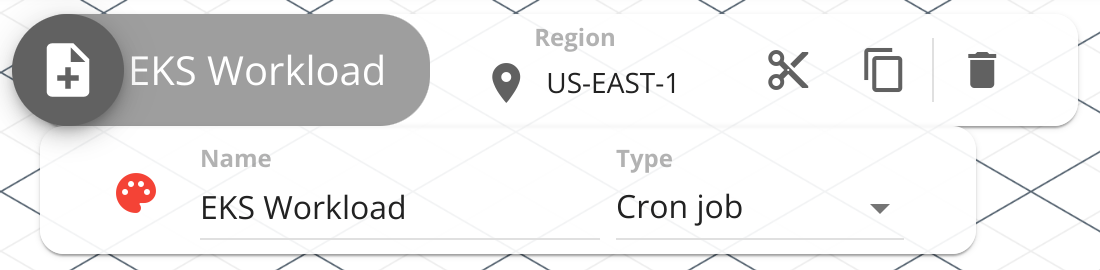 EKS Workload
Region
US-EAST-1
Name
EKS Workload
Type
Cron job